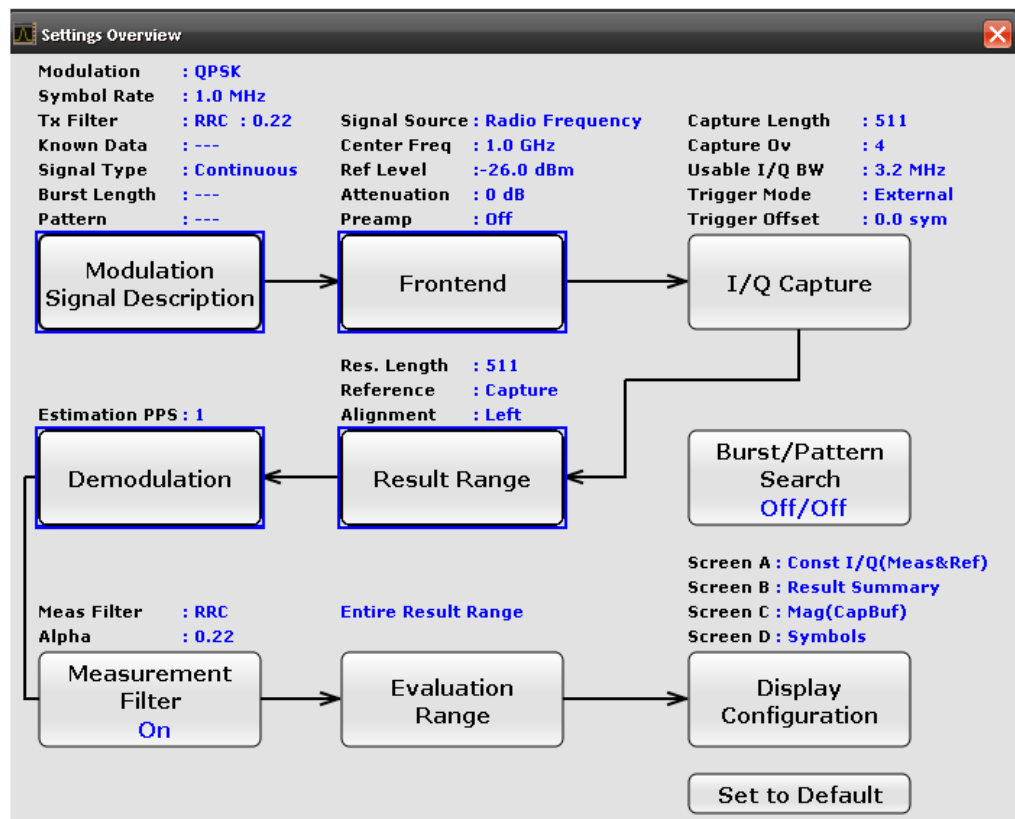 Settings Overview
Modulation : QPSK
Symbol Rate : 1.0 MHz
Tx Filter : RRC : 0.22
Known Data : ---
Signal Type : Continuous
Burst Length : ---
Pattern : ---
Signal Source : Radio Frequency
Center Freq : 1.0 GHz
Ref Level :-26.0 dBm
Attenuation : 0 dB
Preamp : Off
Capture Length : 511
Capture Ov : 4
Usable I/Q BW : 3.2 MHz
Trigger Mode : External
Trigger Offset : 0.0 sym
Modulation
Signal Description
Frontend
I/Q Capture
Estimation PPS : 1
Res. Length : 511
Reference : Capture
Alignment : Left
Demodulation
Result Range
Burst/Pattern
Search
Off/Off
Meas Filter : RRC
Alpha : 0.22
Entire Result Range
Screen A : Const I/Q(Meas&Ref)
Screen B : Result Summary
Screen C : Mag(CapBuf)
Screen D : Symbols
Measurement
Filter
On
Evaluation
Range
Display
Configuration
Set to Default